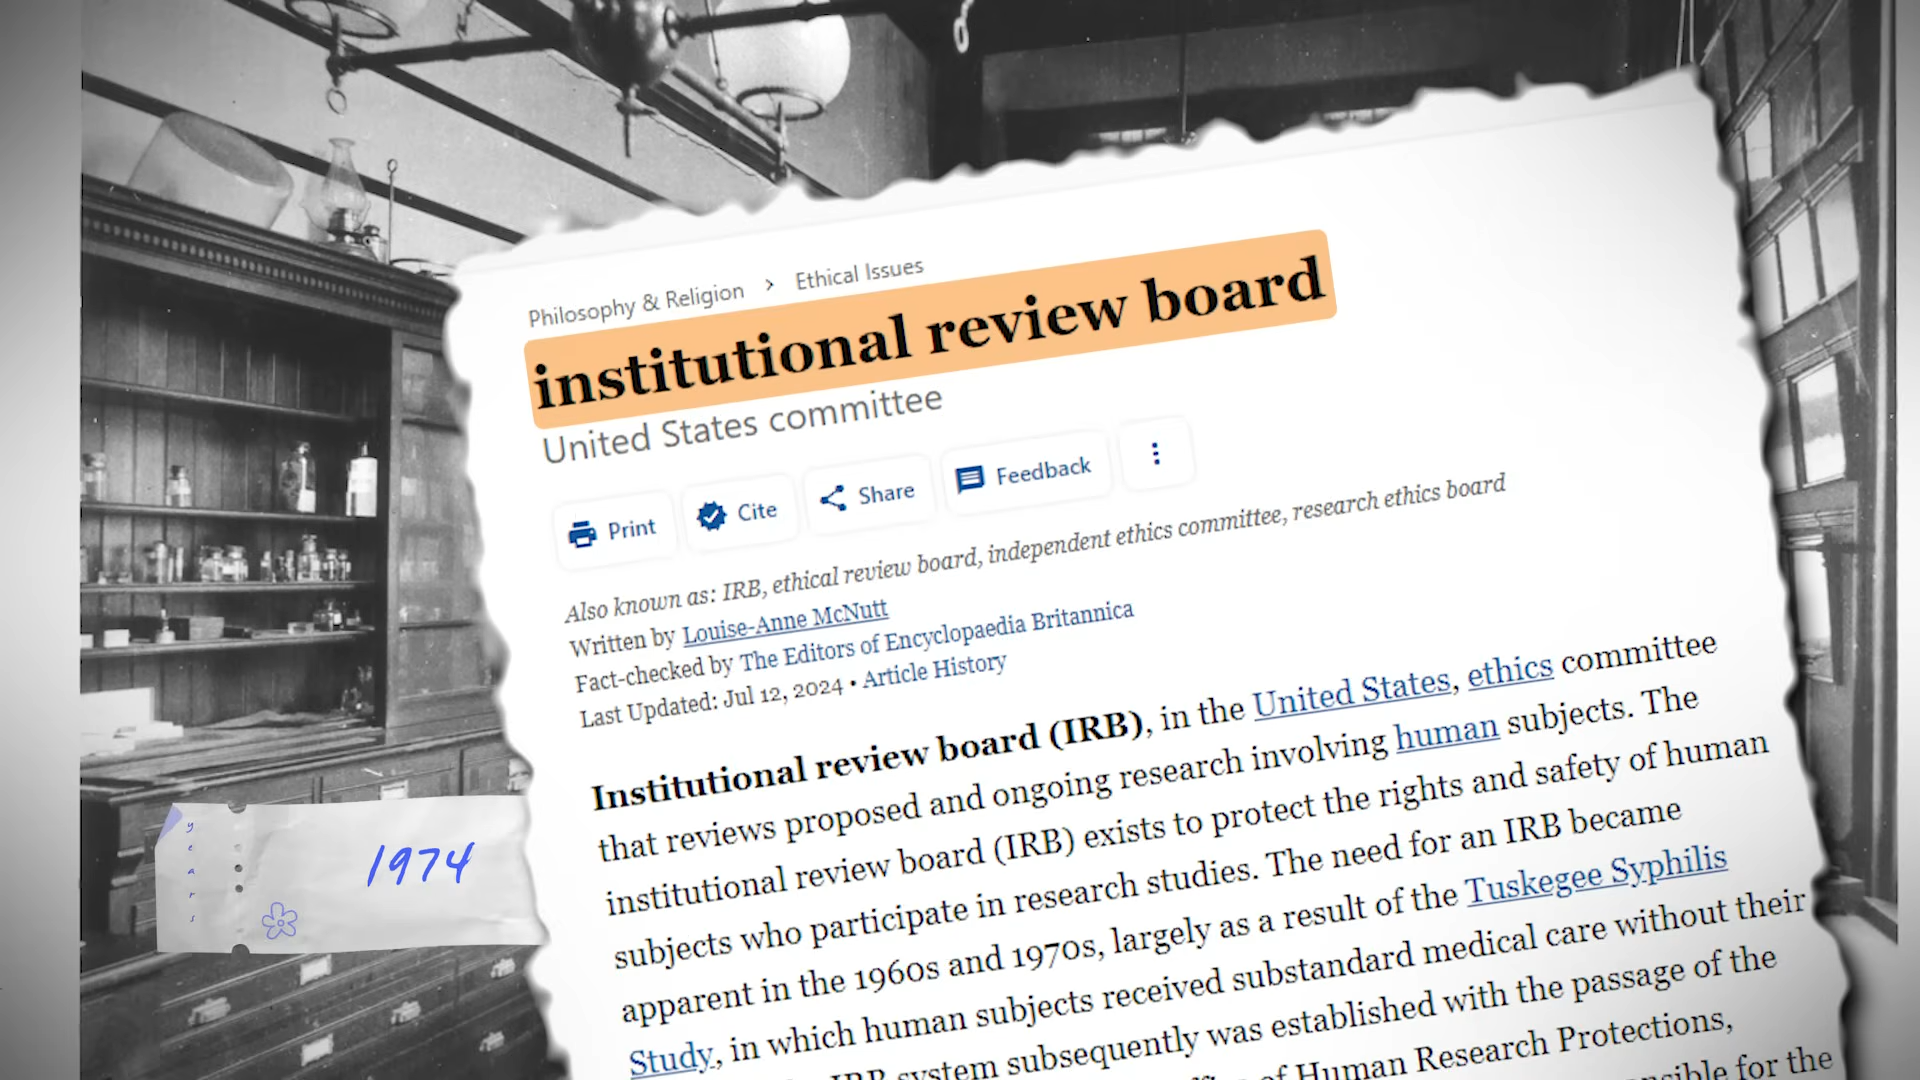 Philosophy & Religion > Ethical Issues
institutional review board
United States committee
Print Cite Share Feedback
Also known as: IRB, ethical review board, independent ethics committee, research ethics board
Written by Louise-Anne McNutt
Fact-checked by The Editors of Encyclopaedia Britannica
Last Updated: Jul 12, 2024 • Article History
Institutional review board (IRB), in the United States, ethics committee
that reviews proposed and ongoing research involving human subjects. The
institutional review board (IRB) exists to protect the rights and safety of human
subjects who participate in research studies. The need for an IRB became
apparent in the 1960s and 1970s, largely as a result of the Tuskegee Syphilis
Study, in which human subjects received substandard medical care without their
IRB system subsequently was established with the passage of the
of Human Research Protections,
for the
years
1974